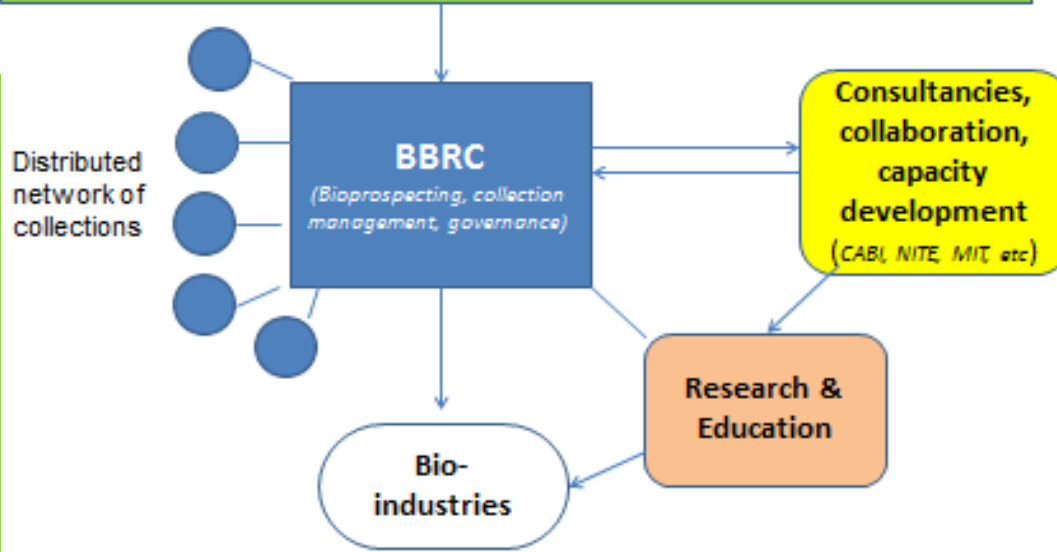 Distributed
network of
collections
BBRC
(Bioprospecting, collection
management, governance)
Consultancies,
collaboration,
capacity
development
(CABI, NITE, MIT, etc)
Research &
Education
Bio-
industries